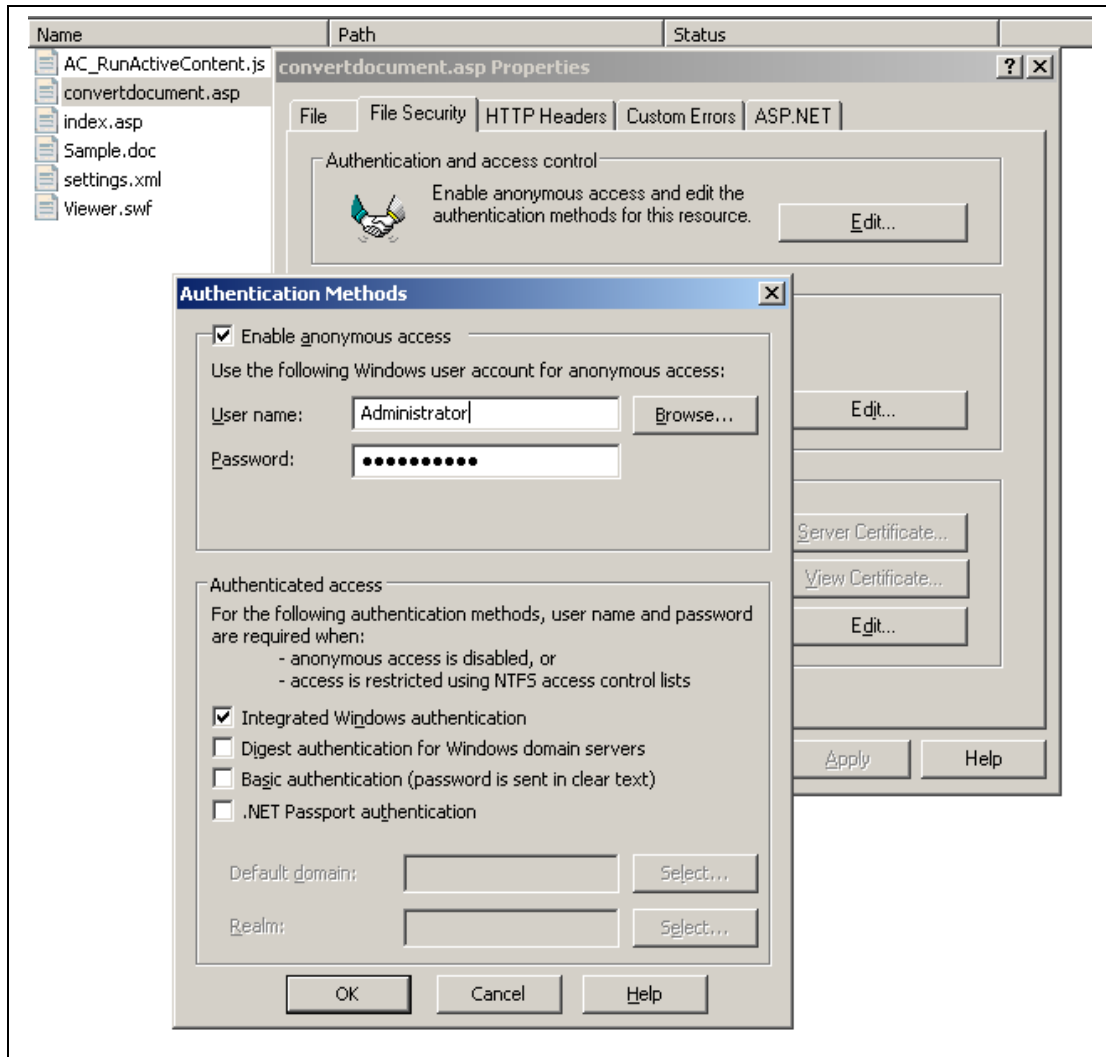 Name Path Status
AC_RunActiveContent.js
convertdocument.asp
index.asp
Sample.doc
settings.xml
Viewer.swf
convertdocument.asp Properties
File File Security HTTP Headers Custom Errors ASP.NET
Authentication and access control
Enable anonymous access and edit the
authentication methods for this resource.
Edit...
Edit...
Server Certificate...
View Certificate...
Edit...
Apply Help
Authentication Methods
Enable anonymous access
Use the following Windows user account for anonymous access:
User name: Administrator Browse...
Password: ●●●●●●●●●●
Authenticated access
For the following authentication methods, user name and password
are required when:
- anonymous access is disabled, or
- access is restricted using NTFS access control lists
Integrated Windows authentication
Digest authentication for Windows domain servers
Basic authentication (password is sent in clear text)
.NET Passport authentication
Default domain: Select...
Realm: Select...
OK Cancel Help